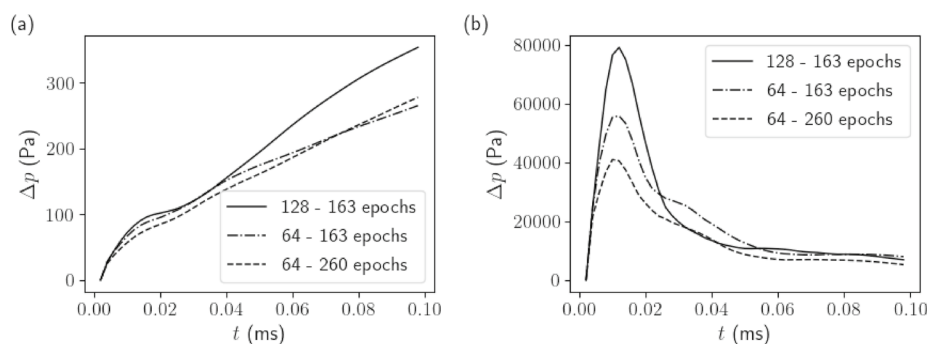 (a)
Δp (Pa)
300
200
100
0
128 - 163 epochs
64 - 163 epochs
64 - 260 epochs
0.00 0.02 0.04 0.06 0.08 0.10
t (ms)
(b)
Δp (Pa)
80000
60000
40000
20000
0
128 - 163 epochs
64 - 163 epochs
64 - 260 epochs
0.00 0.02 0.04 0.06 0.08 0.10
t (ms)